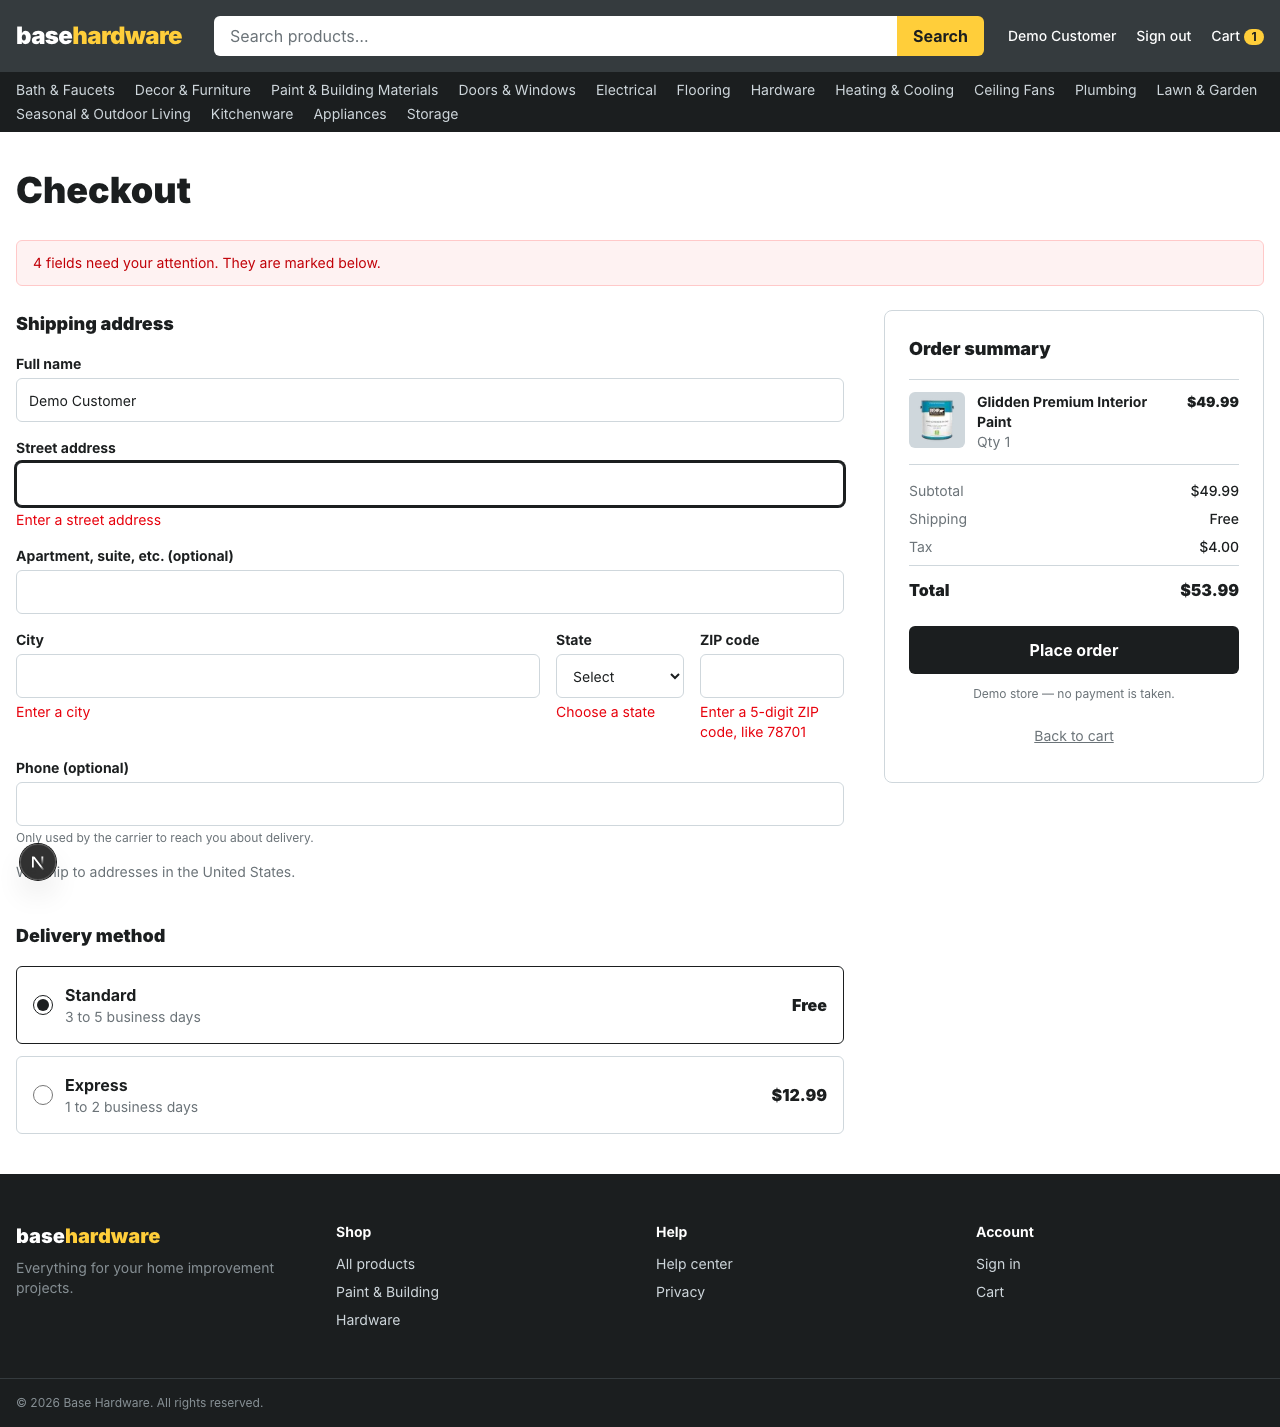 basehardware
Search products...
Search
Demo Customer
Sign out
Cart 1
Bath & Faucets
Decor & Furniture
Paint & Building Materials
Doors & Windows
Electrical
Flooring
Hardware
Heating & Cooling
Ceiling Fans
Plumbing
Lawn & Garden
Seasonal & Outdoor Living
Kitchenware
Appliances
Storage
Checkout
4 fields need your attention. They are marked below.
Shipping address
Full name
Demo Customer
Street address
Enter a street address
Apartment, suite, etc. (optional)
City
State
ZIP code
Select
Enter a city
Choose a state
Enter a 5-digit ZIP
code, like 78701
Phone (optional)
Only used by the carrier to reach you about delivery.
N
to addresses in the United States.
Delivery method
Standard
3 to 5 business days
Free
Express
1 to 2 business days
$12.99
Order summary
Glidden Premium Interior
Paint
$49.99
Qty 1
Subtotal
$49.99
Shipping
Free
Tax
$4.00
Total
$53.99
Place order
Demo store — no payment is taken.
Back to cart
basehardware
Everything for your home improvement
projects.
Shop
All products
Paint & Building
Hardware
Help
Help center
Privacy
Account
Sign in
Cart
© 2026 Base Hardware. All rights reserved.